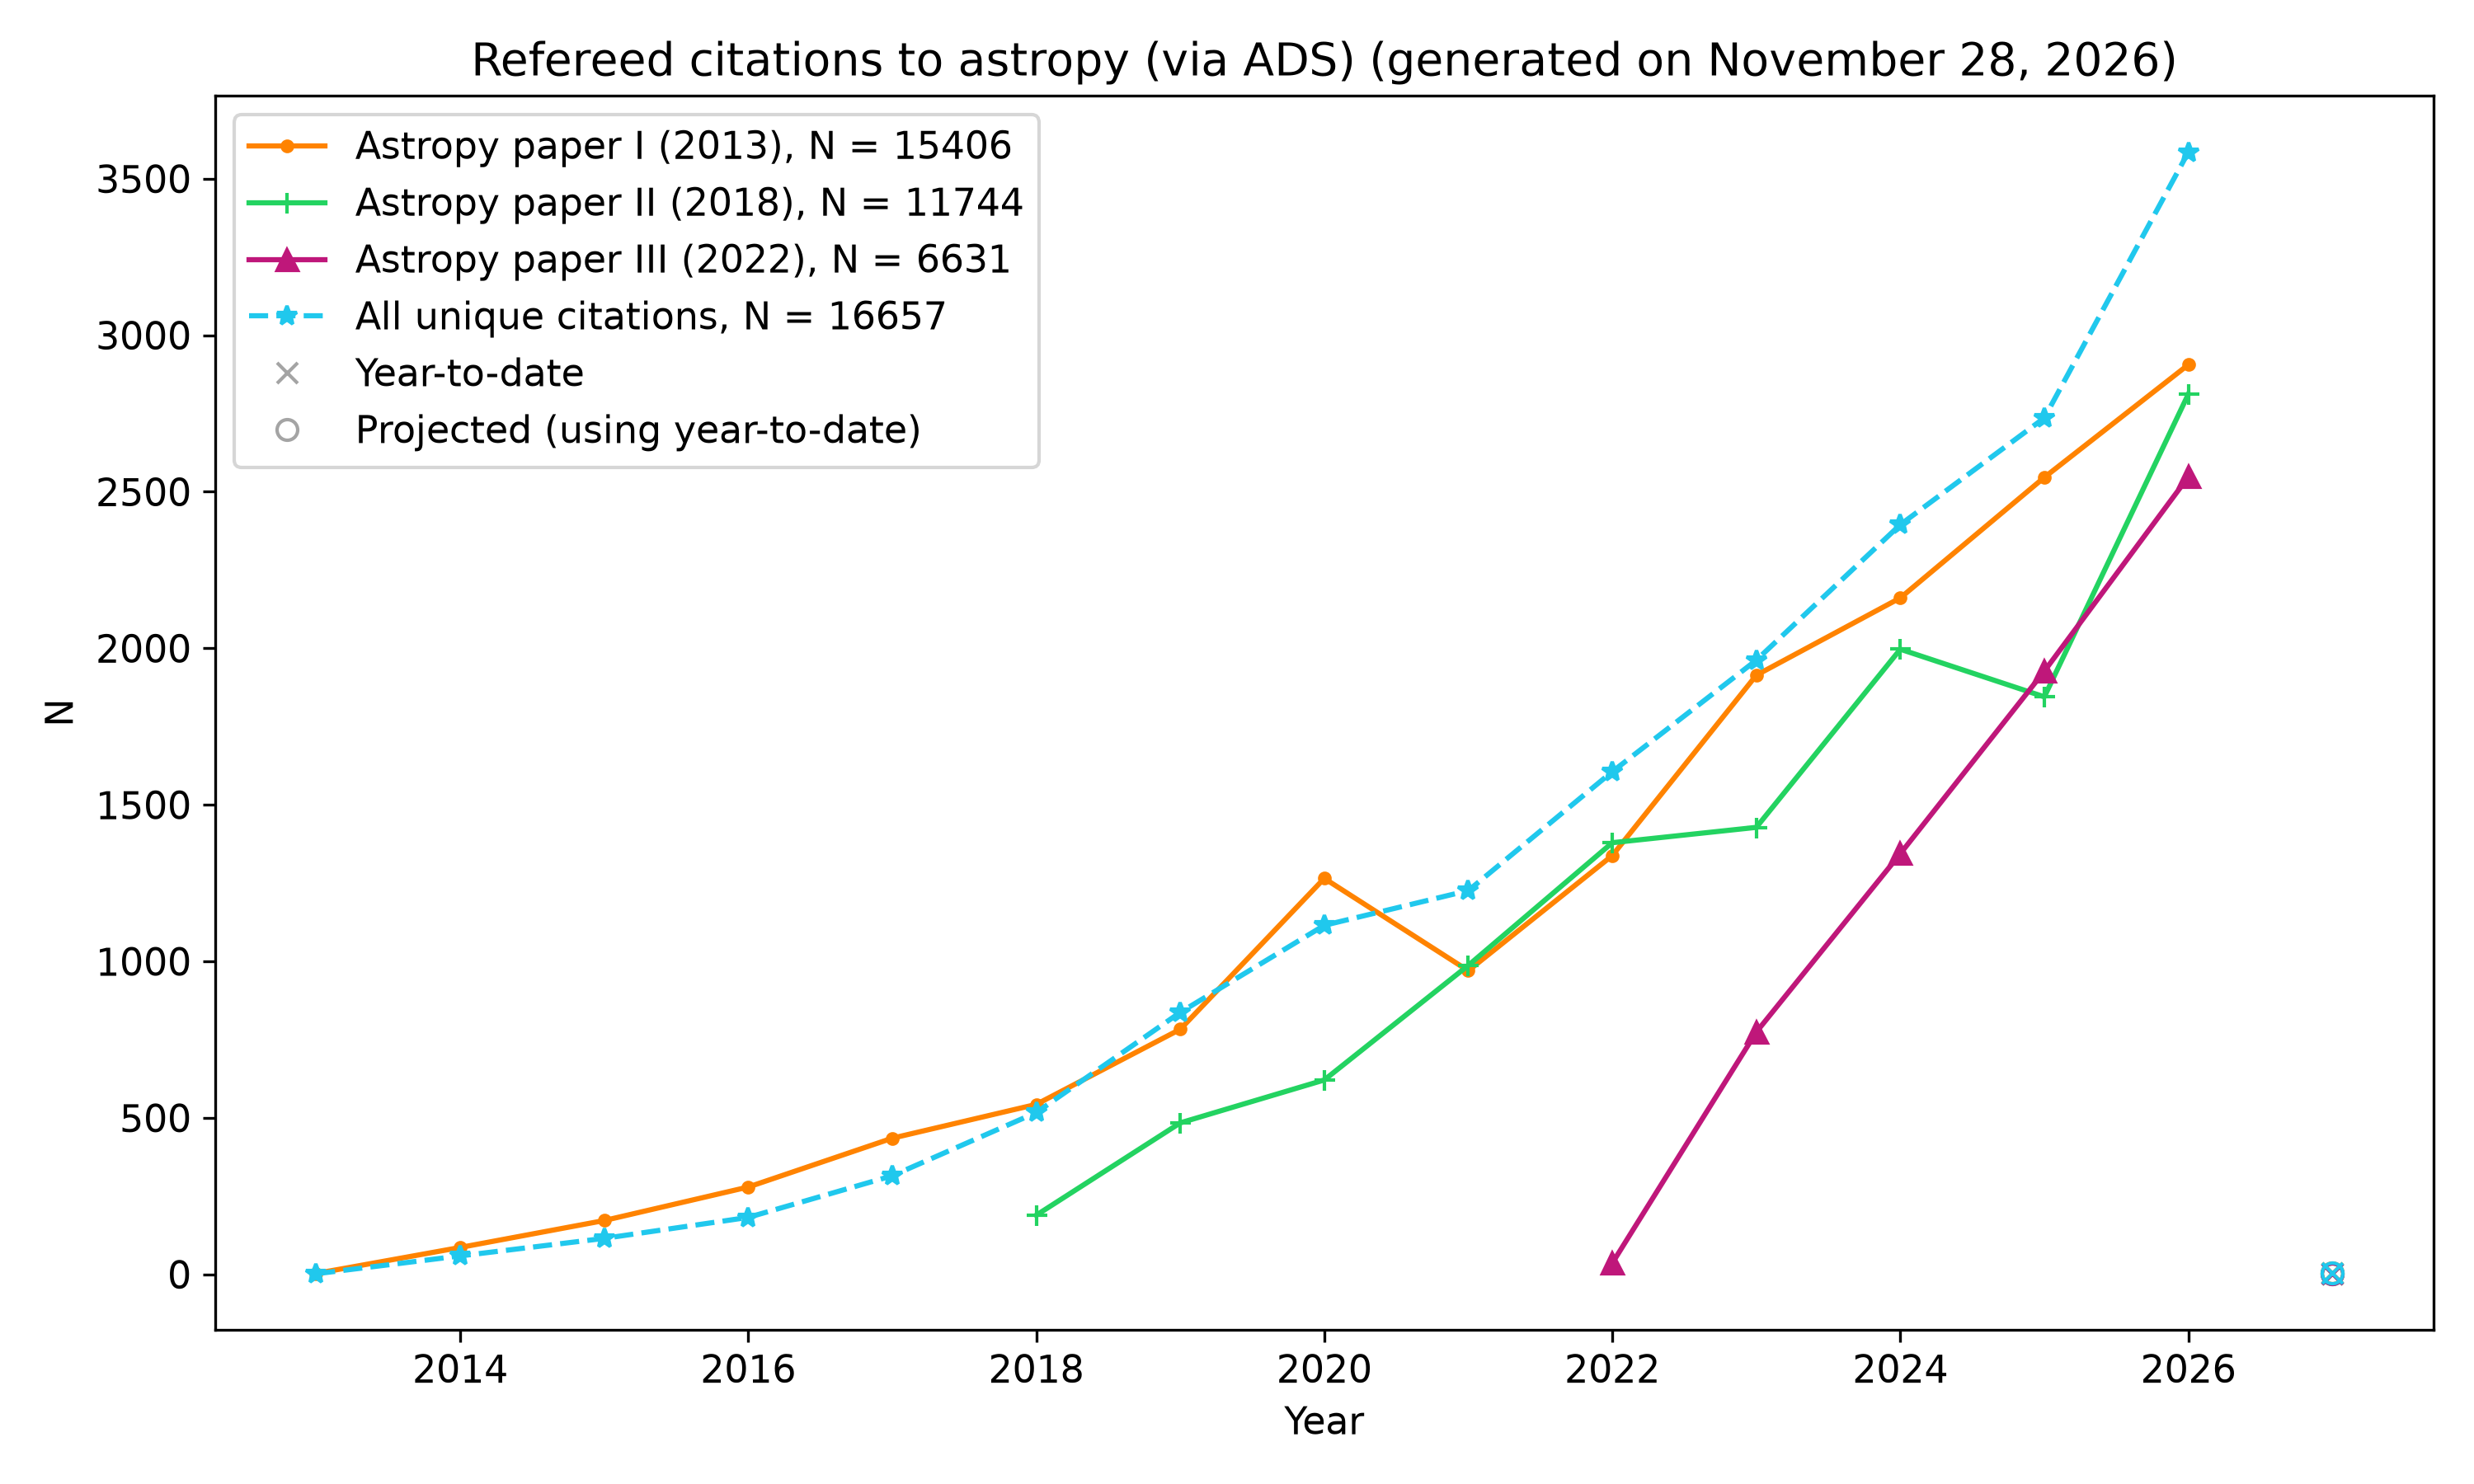 Refereed citations to astropy (via ADS) (generated on November 28, 2026)
Astropy paper I (2013), N = 15406
Astropy paper II (2018), N = 11744
Astropy paper III (2022), N = 6631
All unique citations, N = 16657
Year-to-date
Projected (using year-to-date)
3500
3000
2500
2000
1500
1000
500
0
N
2014 2016 2018 2020 2022 2024 2026
Year